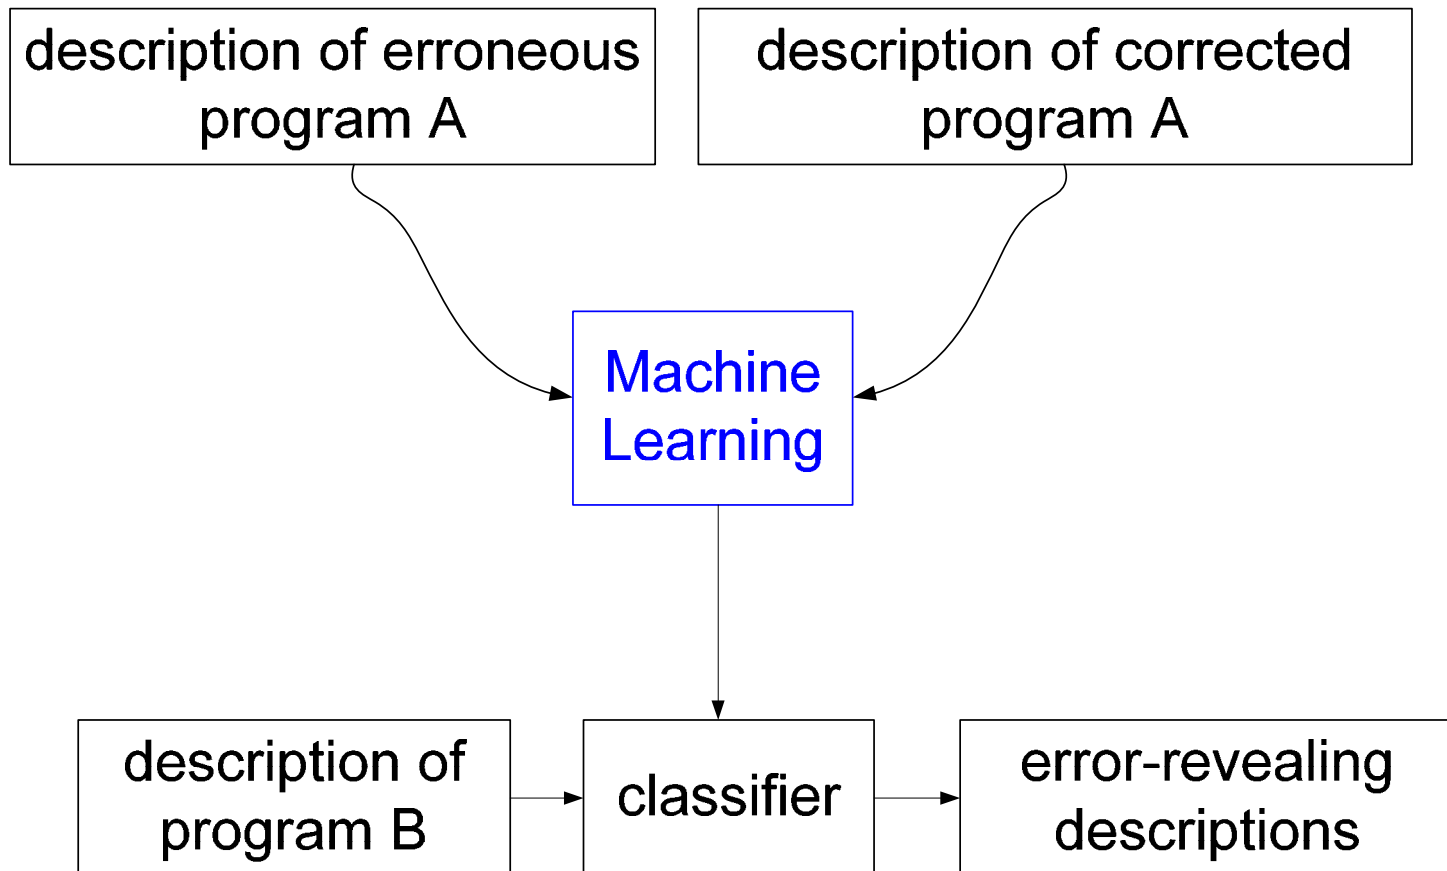 description of erroneous
program A
description of corrected
program A
Machine
Learning
description of
program B
classifier
error-revealing
descriptions